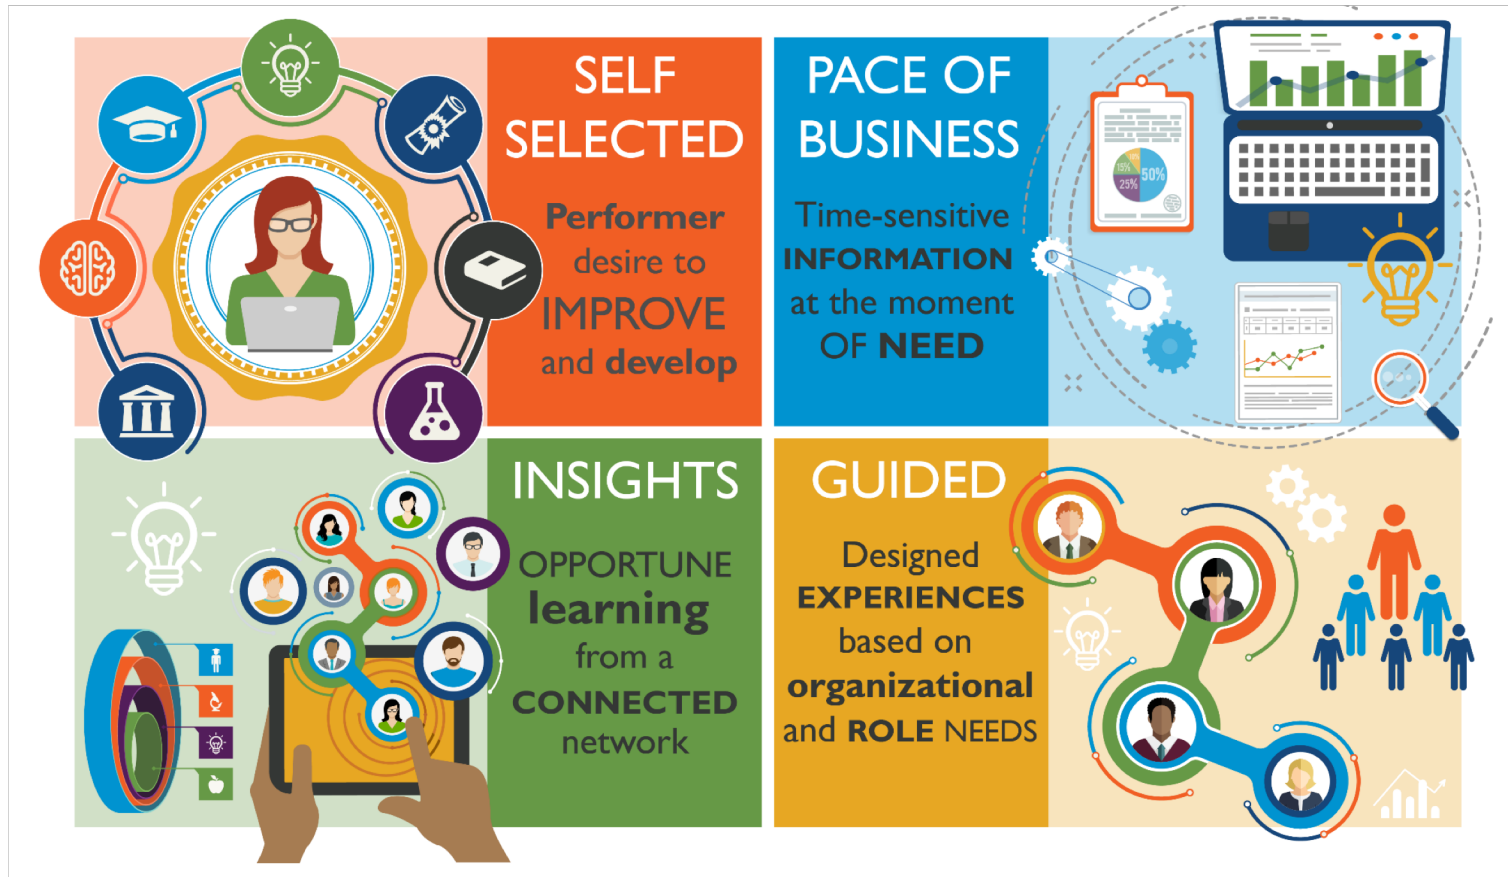 SELF
SELECTED
Performer
desire to
IMPROVE
and develop
PACE OF
BUSINESS
Time-sensitive
INFORMATION
at the moment
OF NEED
50%
25%
15%
INSIGHTS
OPPORTUNE
learning
from a
CONNECTED
network
GUIDED
Designed
EXPERIENCES
based on
organizational
and ROLE NEEDS